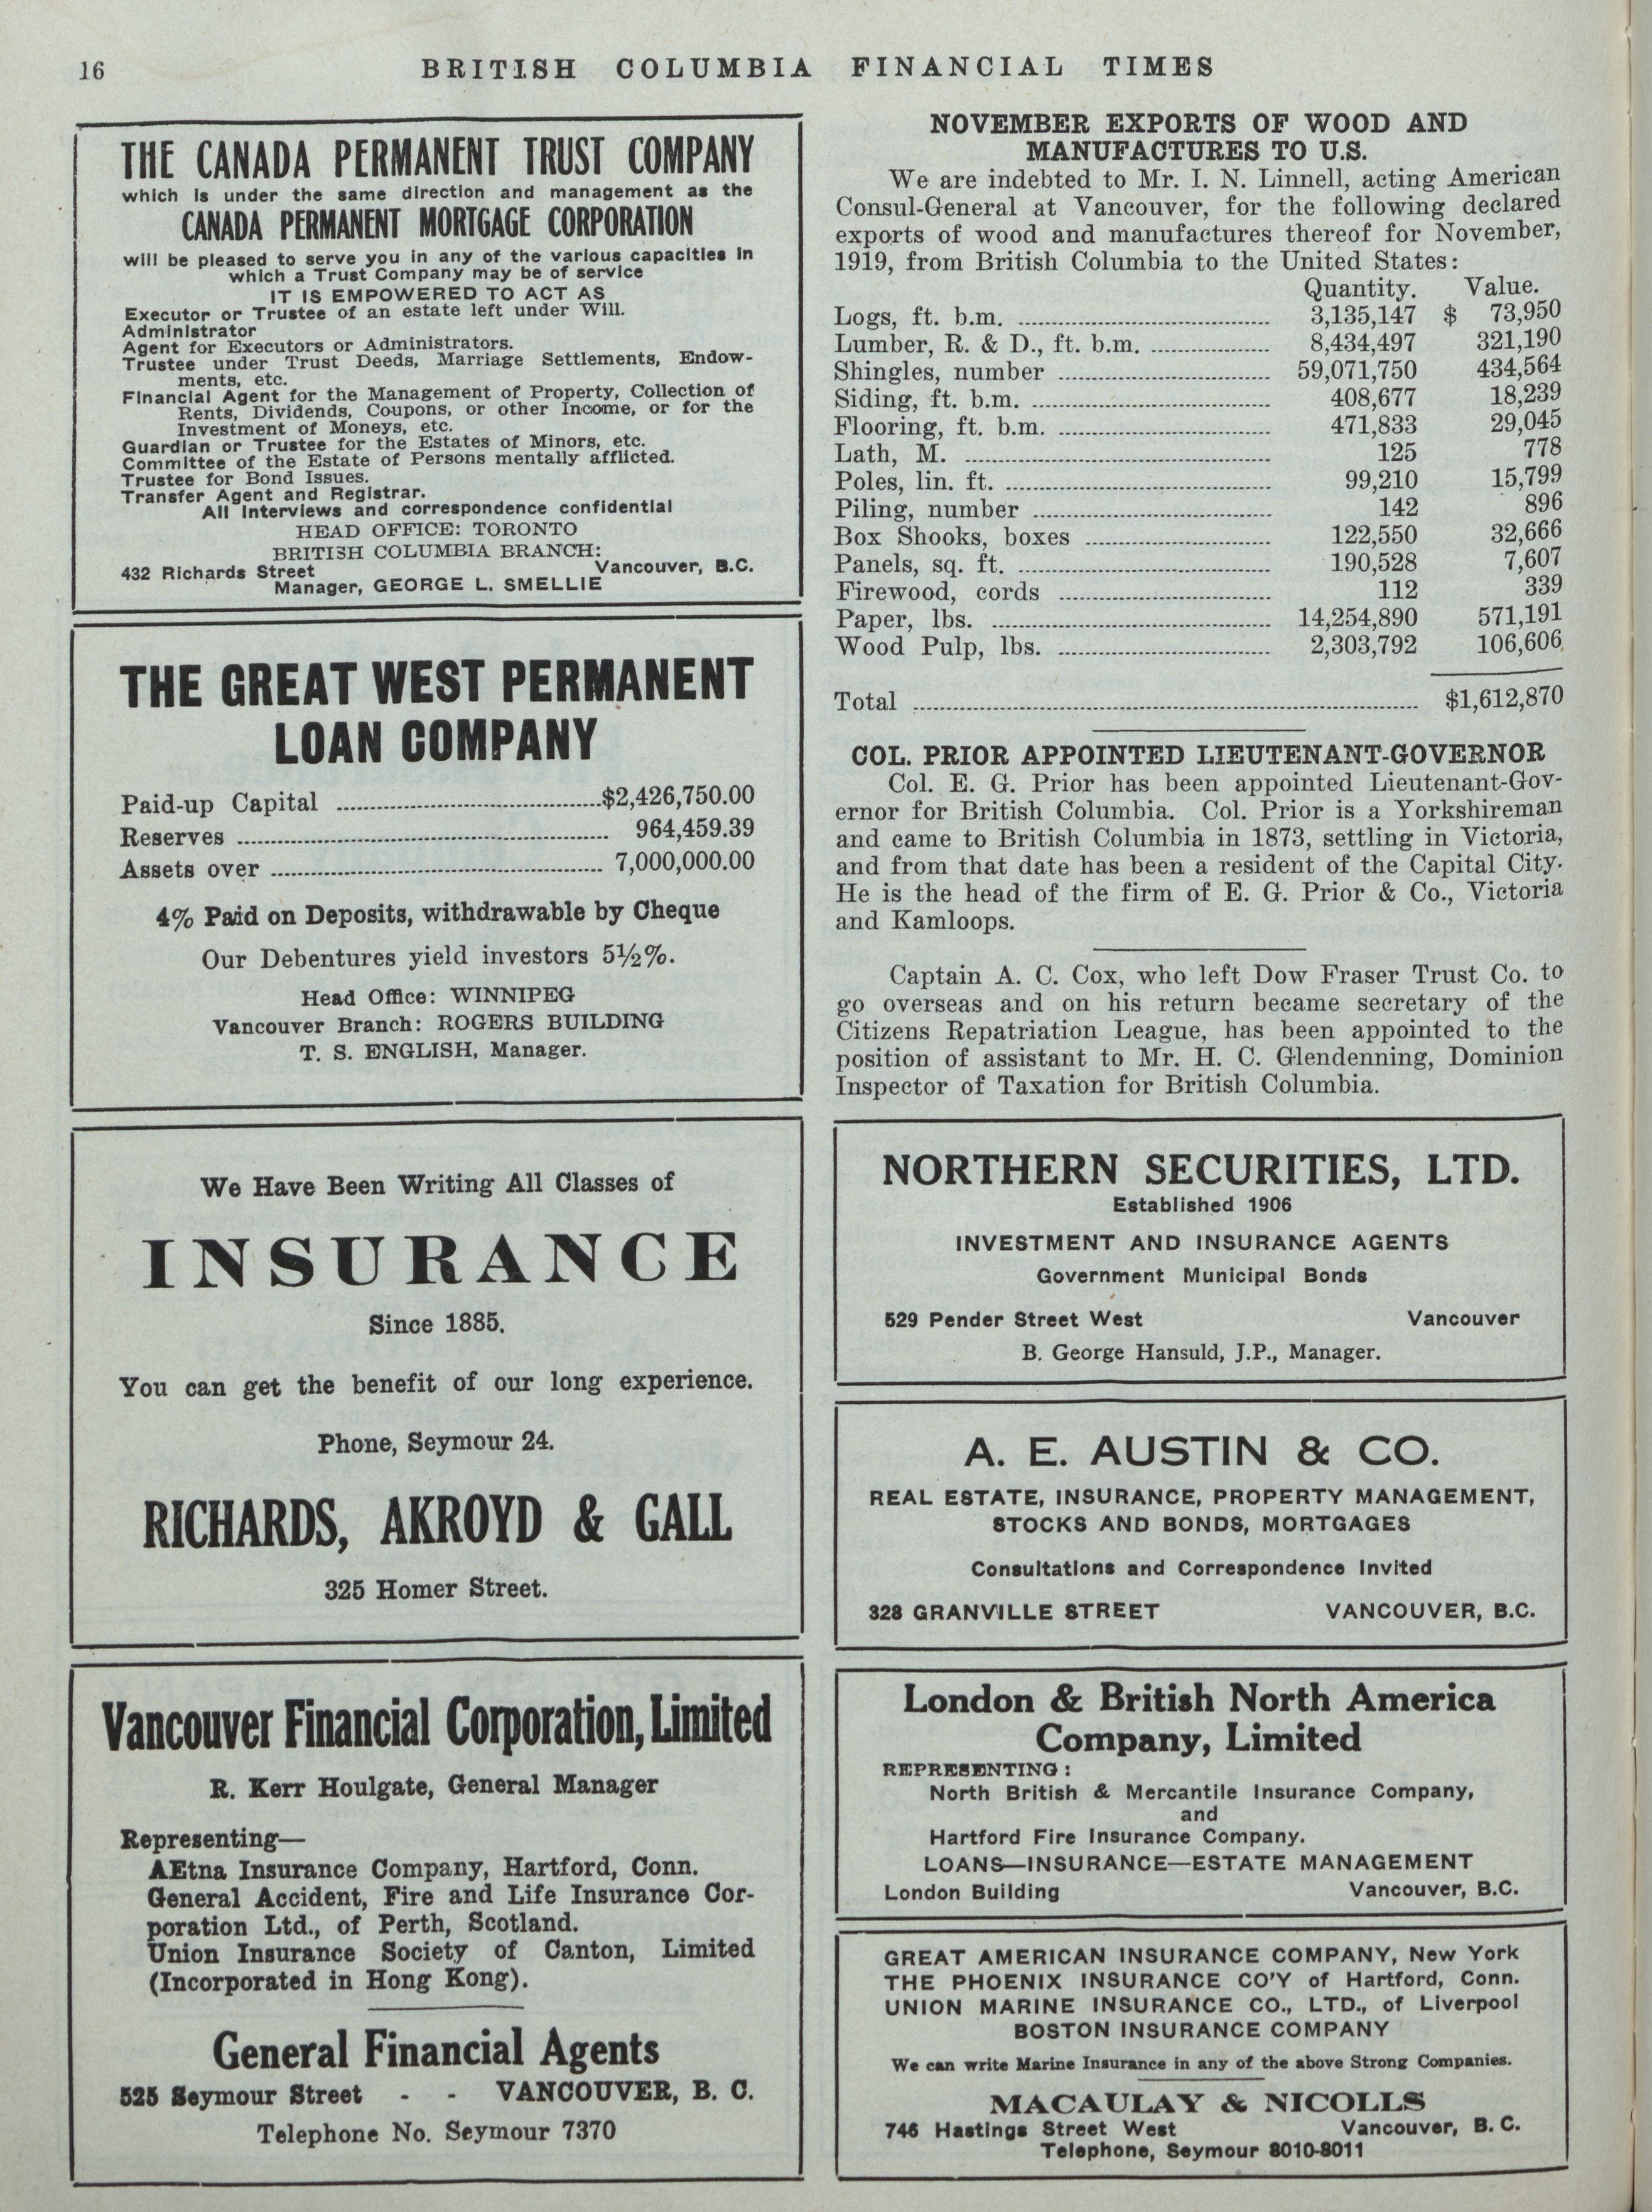 16
BRITISH COLUMBIA FINANCIAL TIMES
THE CANADA PERMANENT TRUST COMPANY
which is under the same direction and management as the
CANADA PERMANENT MORTGAGE CORPORATION
will be pleased to serve you in any of the various capacities in
which a Trust Company may be of service
IT IS EMPOWERED TO ACT AS
Executor or Trustee of an estate left under Will.
Administrator
Agent for Executors or Administrators.
Trustee under Trust Deeds, Marriage Settlements, Endow-
ments, etc.
Financial Agent for the Management of Property, Collection of
Rents, Dividends, Coupons, or other Income, or for the
Investment of Moneys, etc.
Guardian or Trustee for the Estates of Minors, etc.
Committee of the Estate of Persons mentally afflicted.
Trustee for Bond Issues.
Transfer Agent and Registrar.
All Interviews and correspondence confidential
HEAD OFFICE: TORONTO
BRITISH COLUMBIA BRANCH:
432 Richards Street Vancouver, B.C.
Manager, GEORGE L. SMELLIE
THE GREAT WEST PERMANENT
LOAN COMPANY
Paid-up Capital ........ $2,426,750.00
Reserves ........ 964,459.39
Assets over ........ 7,000,000.00
4% Paid on Deposits, withdrawable by Cheque
Our Debentures yield investors 5½%.
Head Office: WINNIPEG
Vancouver Branch: ROGERS BUILDING
T. S. ENGLISH, Manager.
We Have Been Writing All Classes of
INSURANCE
Since 1885.
You can get the benefit of our long experience.
Phone, Seymour 24.
RICHARDS, AKROYD & GALL
325 Homer Street.
Vancouver Financial Corporation, Limited
R. Kerr Houlgate, General Manager
Representing—
AEtna Insurance Company, Hartford, Conn.
General Accident, Fire and Life Insurance Cor-
poration Ltd., of Perth, Scotland.
Union Insurance Society of Canton, Limited
(Incorporated in Hong Kong).
General Financial Agents
525 Seymour Street - - VANCOUVER, B. C.
Telephone No. Seymour 7370
NOVEMBER EXPORTS OF WOOD AND
MANUFACTURES TO U.S.
We are indebted to Mr. I. N. Linnell, acting American
Consul-General at Vancouver, for the following declared
exports of wood and manufactures thereof for November,
1919, from British Columbia to the United States:
Quantity. Value.
Logs, ft. b.m. ........ 3,135,147 $ 73,950
Lumber, R. & D., ft. b.m. ........ 8,434,497 321,190
Shingles, number ........ 59,071,750 434,564
Siding, ft. b.m. ........ 408,677 18,239
Flooring, ft. b.m. ........ 471,833 29,045
Lath, M. ........ 125 778
Poles, lin. ft. ........ 99,210 15,799
Piling, number ........ 142 896
Box Shooks, boxes ........ 122,550 32,666
Panels, sq. ft. ........ 190,528 7,607
Firewood, cords ........ 112 339
Paper, lbs. ........ 14,254,890 571,191
Wood Pulp, lbs. ........ 2,303,792 106,606
Total ........ $1,612,870
COL. PRIOR APPOINTED LIEUTENANT-GOVERNOR
Col. E. G. Prior has been appointed Lieutenant-Gov-
ernor for British Columbia. Col. Prior is a Yorkshireman
and came to British Columbia in 1873, settling in Victoria,
and from that date has been a resident of the Capital City.
He is the head of the firm of E. G. Prior & Co., Victoria
and Kamloops.
Captain A. C. Cox, who left Dow Fraser Trust Co. to
go overseas and on his return became secretary of the
Citizens Repatriation League, has been appointed to the
position of assistant to Mr. H. C. Glendenning, Dominion
Inspector of Taxation for British Columbia.
NORTHERN SECURITIES, LTD.
Established 1906
INVESTMENT AND INSURANCE AGENTS
Government Municipal Bonds
529 Pender Street West Vancouver
B. George Hansuld, J.P., Manager.
A. E. AUSTIN & CO.
REAL ESTATE, INSURANCE, PROPERTY MANAGEMENT,
STOCKS AND BONDS, MORTGAGES
Consultations and Correspondence Invited
328 GRANVILLE STREET VANCOUVER, B.C.
London & British North America
Company, Limited
REPRESENTING:
North British & Mercantile Insurance Company,
and
Hartford Fire Insurance Company.
LOANS—INSURANCE—ESTATE MANAGEMENT
London Building Vancouver, B.C.
GREAT AMERICAN INSURANCE COMPANY, New York
THE PHOENIX INSURANCE CO'Y of Hartford, Conn.
UNION MARINE INSURANCE CO., LTD., of Liverpool
BOSTON INSURANCE COMPANY
We can write Marine Insurance in any of the above Strong Companies.
MACAULAY & NICOLLS
746 Hastings Street West Vancouver, B. C.
Telephone, Seymour 8010-8011